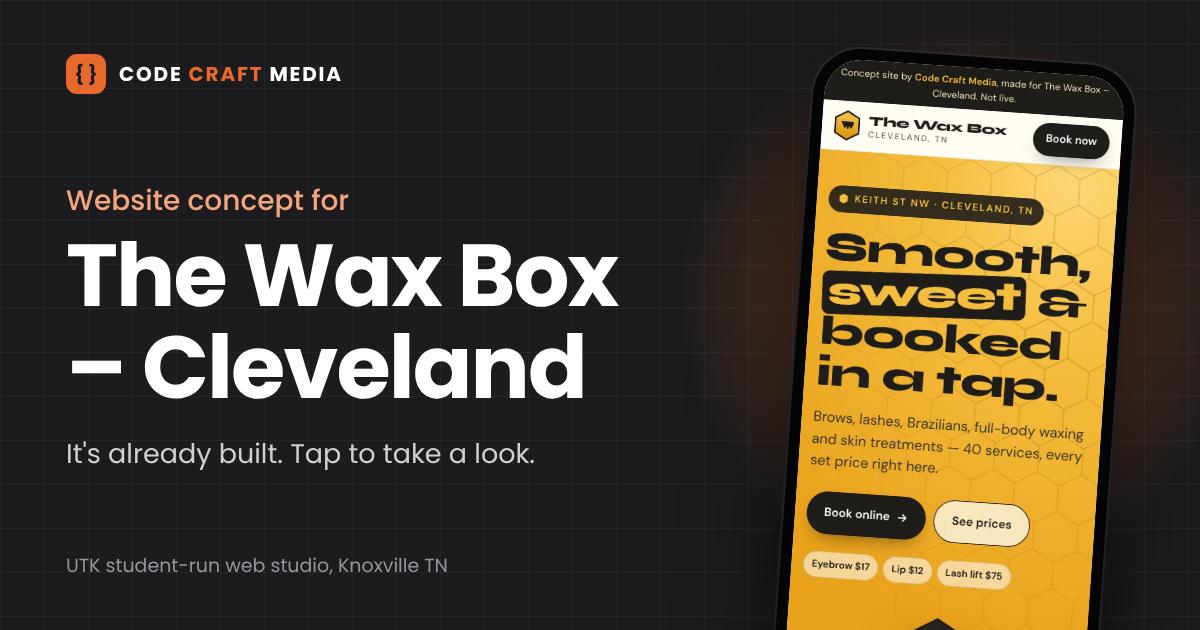 { }
CODE CRAFT MEDIA
Website concept for
The Wax Box
– Cleveland
It's already built. Tap to take a look.
UTK student-run web studio, Knoxville TN
Concept site by Code Craft Media, made for The Wax Box –
Cleveland. Not live.
The Wax Box
CLEVELAND, TN
Book now
KEITH ST NW · CLEVELAND, TN
Smooth,
sweet &
booked
in a tap.
Brows, lashes, Brazilians, full-body waxing
and skin treatments — 40 services, every
set price right here.
Book online →
See prices
Eyebrow $17
Lip $12
Lash lift $75